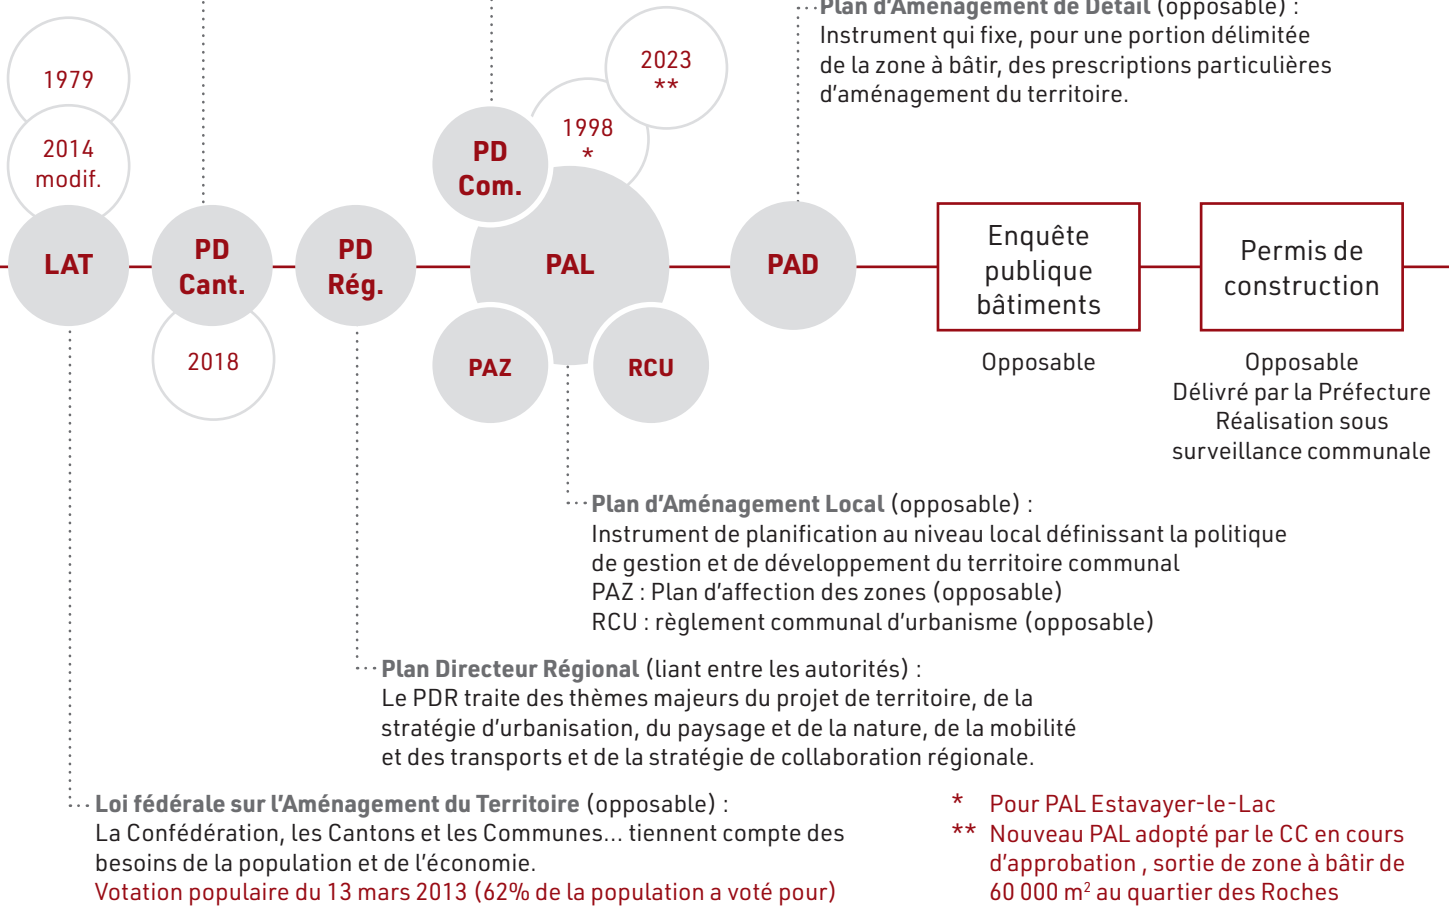 Plan d'Aménagement de Détail (opposable) :
Instrument qui fixe, pour une portion délimitée
de la zone à bâtir, des prescriptions particulières
d'aménagement du territoire.
1979
2014
modif.
2023
**
1998
*
PD
Com.
LAT
PD
Cant.
PD
Rég.
PAL
PAD
Enquête
publique
bâtiments
Permis de
construction
2018
PAZ
RCU
Opposable
Opposable
Délivré par la Préfecture
Réalisation sous
surveillance communale
Plan d'Aménagement Local (opposable) :
Instrument de planification au niveau local définissant la politique
de gestion et de développement du territoire communal
PAZ : Plan d'affection des zones (opposable)
RCU : règlement communal d'urbanisme (opposable)
Plan Directeur Régional (liant entre les autorités) :
Le PDR traite des thèmes majeurs du projet de territoire, de la
stratégie d'urbanisation, du paysage et de la nature, de la mobilité
et des transports et de la stratégie de collaboration régionale.
Loi fédérale sur l'Aménagement du Territoire (opposable) :
La Confédération, les Cantons et les Communes... tiennent compte des
besoins de la population et de l'économie.
Votation populaire du 13 mars 2013 (62% de la population a voté pour)
* Pour PAL Estavayer-le-Lac
** Nouveau PAL adopté par le CC en cours
d'approbation , sortie de zone à bâtir de
60 000 m² au quartier des Roches